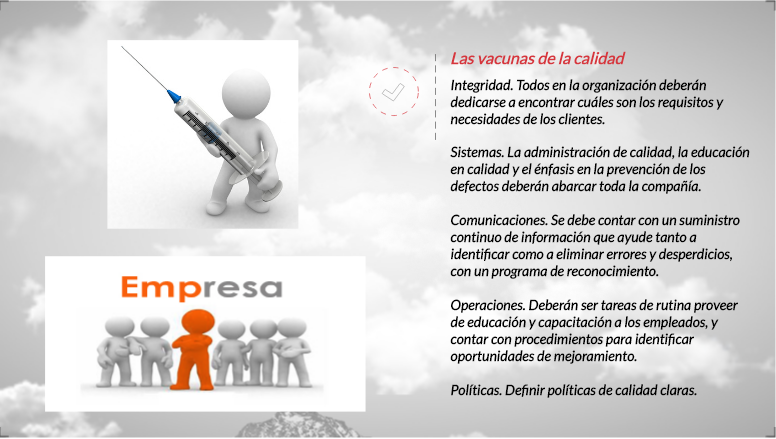 Las vacunas de la calidad
Integridad. Todos en la organización deberán
dedicarse a encontrar cuáles son los requisitos y
necesidades de los clientes.
Sistemas. La administración de calidad, la educación
en calidad y el énfasis en la prevención de los
defectos deberán abarcar toda la compañía.
Comunicaciones. Se debe contar con un suministro
continuo de información que ayude tanto a
identificar como a eliminar errores y desperdicios,
con un programa de reconocimiento.
Operaciones. Deberán ser tareas de rutina proveer
de educación y capacitación a los empleados, y
contar con procedimientos para identificar
oportunidades de mejoramiento.
Políticas. Definir políticas de calidad claras.
Empresa